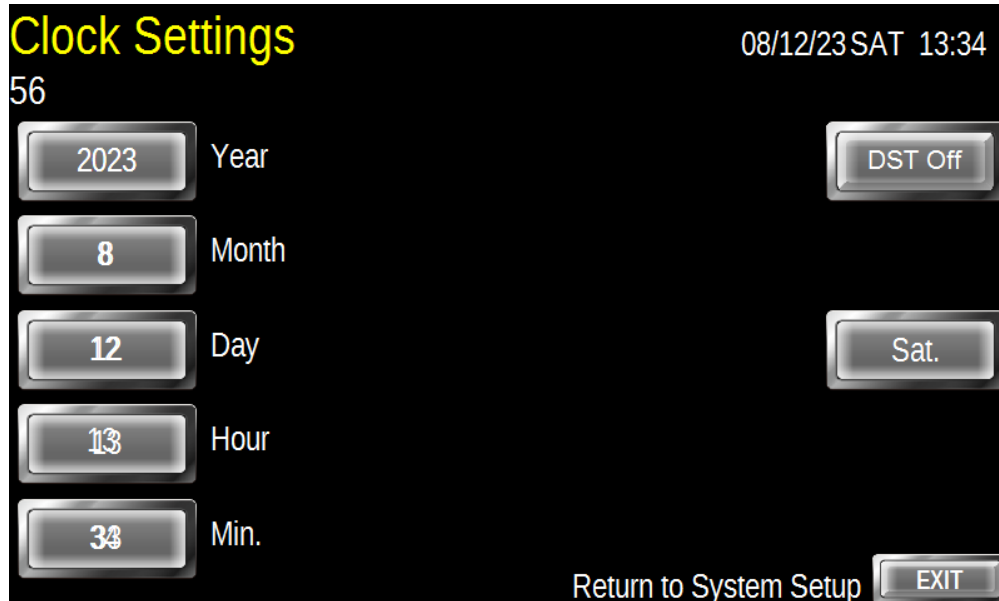 Clock Settings
08/12/23 SAT 13:34
56
2023 Year
DST Off
8 Month
12 Day
Sat.
13 Hour
Min.
Return to System Setup EXIT